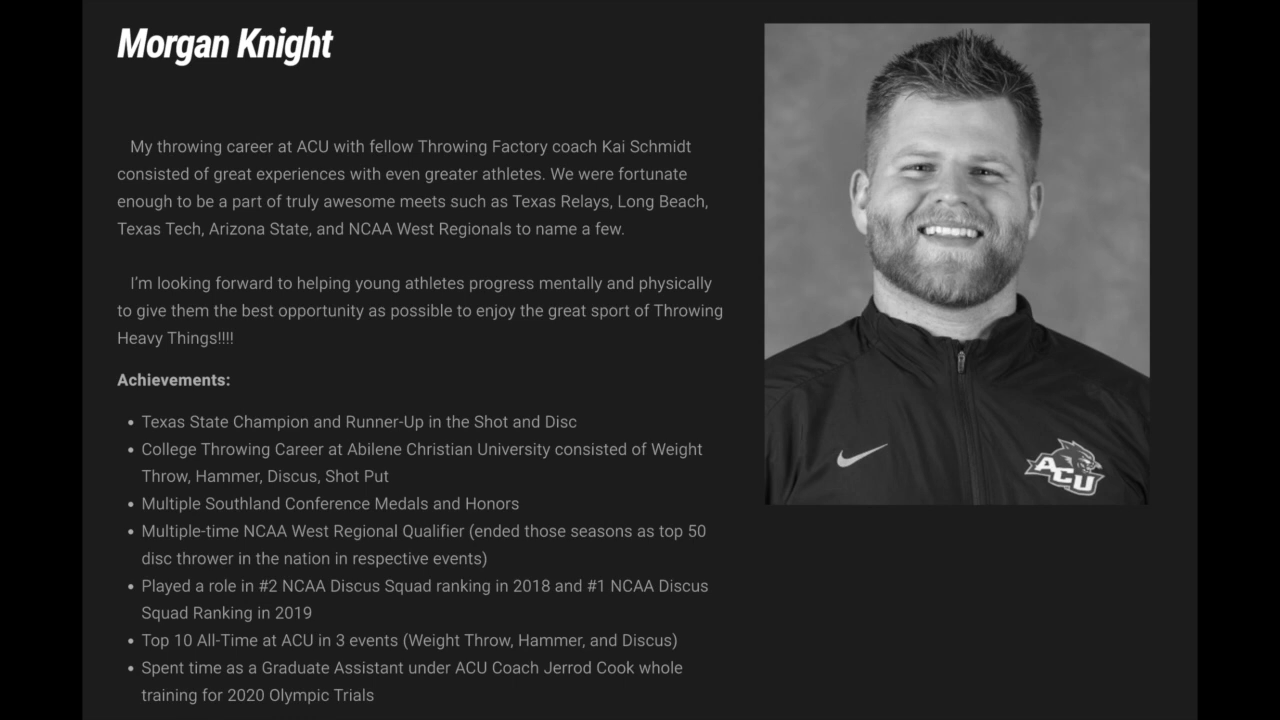 Morgan Knight
My throwing career at ACU with fellow Throwing Factory coach Kai Schmidt
consisted of great experiences with even greater athletes. We were fortunate
enough to be a part of truly awesome meets such as Texas Relays, Long Beach,
Texas Tech, Arizona State, and NCAA West Regionals to name a few.
I'm looking forward to helping young athletes progress mentally and physically
to give them the best opportunity as possible to enjoy the great sport of Throwing
Heavy Things!!!!
Achievements:
• Texas State Champion and Runner-Up in the Shot and Disc
• College Throwing Career at Abilene Christian University consisted of Weight
Throw, Hammer, Discus, Shot Put
• Multiple Southland Conference Medals and Honors
• Multiple-time NCAA West Regional Qualifier (ended those seasons as top 50
disc thrower in the nation in respective events)
• Played a role in #2 NCAA Discus Squad ranking in 2018 and #1 NCAA Discus
Squad Ranking in 2019
• Top 10 All-Time at ACU in 3 events (Weight Throw, Hammer, and Discus)
• Spent time as a Graduate Assistant under ACU Coach Jerrod Cook whole
training for 2020 Olympic Trials
ACU